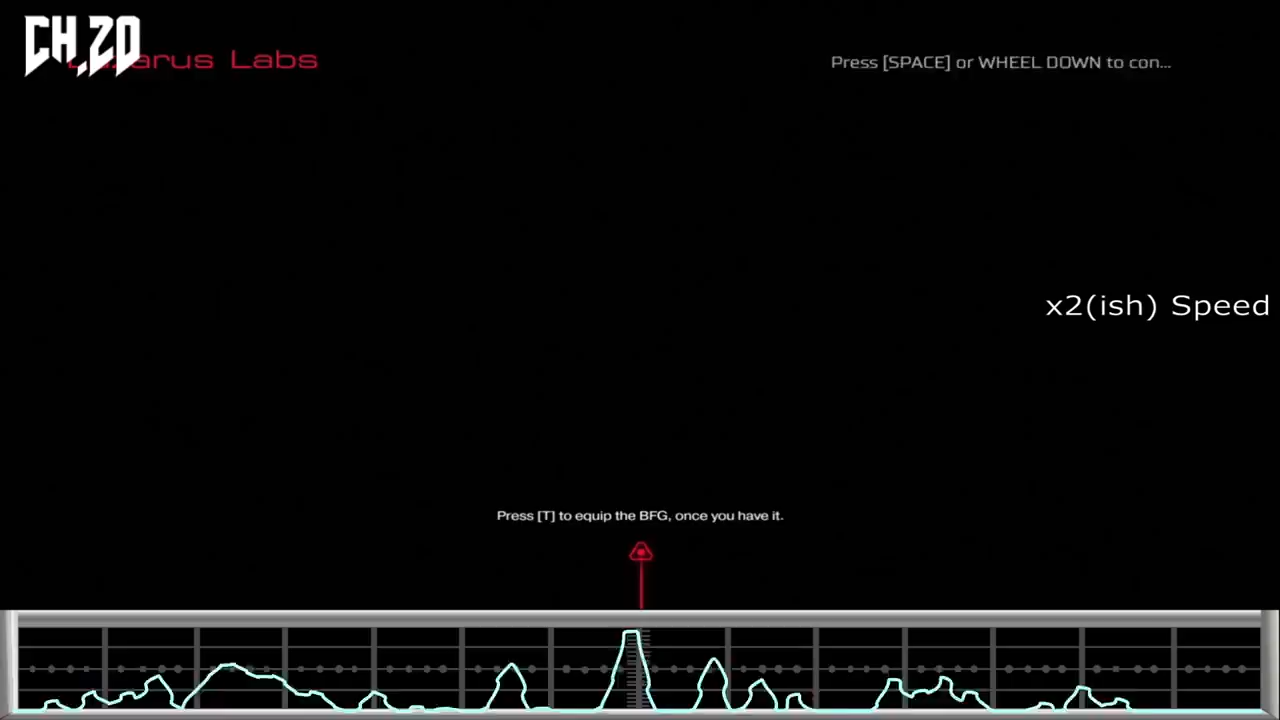 CH.20
arus Labs
Press [SPACE] or WHEEL DOWN to con...
x2(ish) Speed
Press [T] to equip the BFG, once you have it.